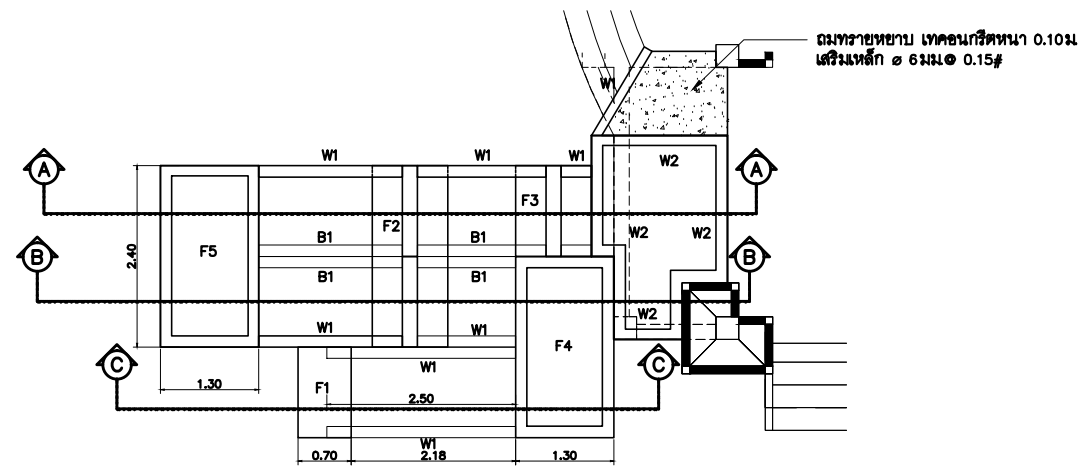 ถมทรายหยาบ เทคอนกรีตหนา 0.10ม
เสริมเหล็ก ⌀ 6มม.@ 0.15#
W1
W1 W1 W1
W2
A A
F3
F2
W2 W2
B1 B1
F5
2.40
B B
B1 B1
W2
W1 W1
F4
C C
W1
1.30
F1
2.50
W1
0.70 2.18 1.30